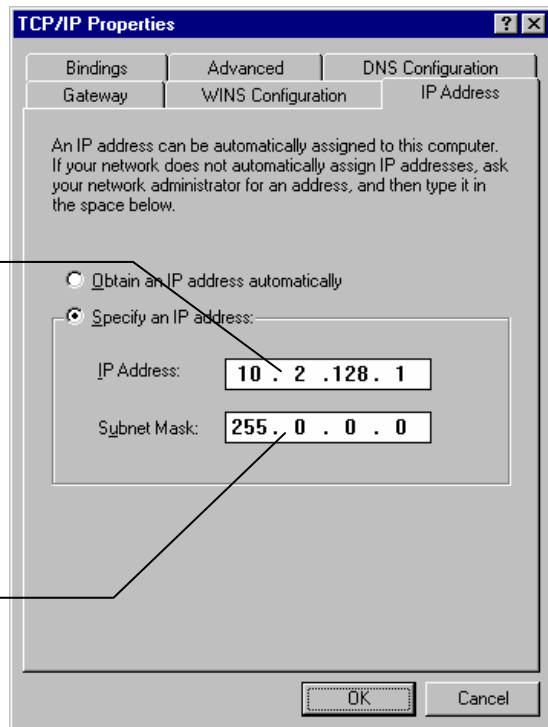 TCP/IP Properties ? ×
Bindings Advanced DNS Configuration
Gateway WINS Configuration IP Address
An IP address can be automatically assigned to this computer.
If your network does not automatically assign IP addresses, ask
your network administrator for an address, and then type it in
the space below.
Obtain an IP address automatically
Specify an IP address:
IP Address: 10 . 2 .128. 1
Subnet Mask: 255. 0 . 0 . 0
OK Cancel